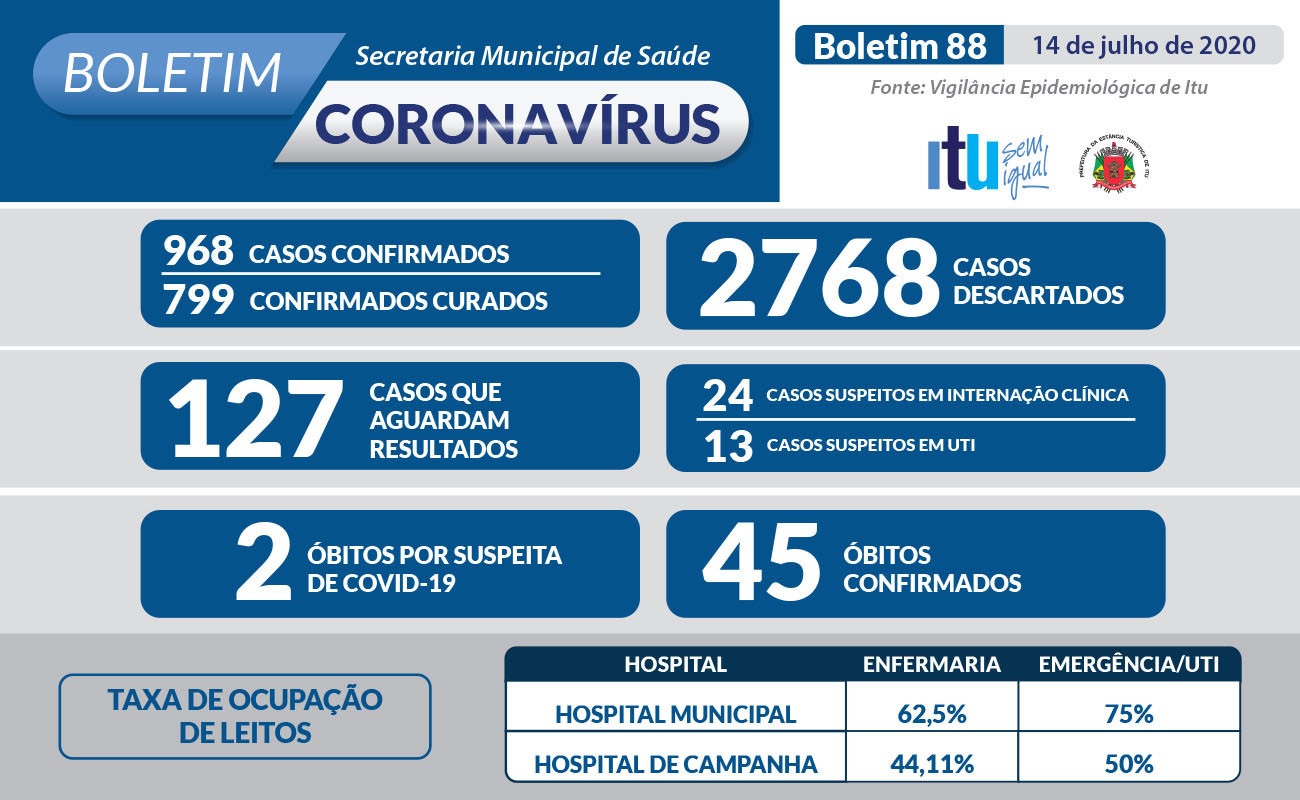 BOLETIM
Secretaria Municipal de Saúde
CORONAVÍRUS
Boletim 88
14 de julho de 2020
Fonte: Vigilância Epidemiológica de Itu
itu sem igual
PREFEITURA DA ESTÂNCIA TURÍSTICA DE ITU
968 CASOS CONFIRMADOS
799 CONFIRMADOS CURADOS
2768 CASOS
DESCARTADOS
127 CASOS QUE
AGUARDAM
RESULTADOS
24 CASOS SUSPEITOS EM INTERNAÇÃO CLÍNICA
13 CASOS SUSPEITOS EM UTI
2 ÓBITOS POR SUSPEITA
DE COVID-19
45 ÓBITOS
CONFIRMADOS
TAXA DE OCUPAÇÃO
DE LEITOS
HOSPITAL ENFERMARIA EMERGÊNCIA/UTI
HOSPITAL MUNICIPAL 62,5% 75%
HOSPITAL DE CAMPANHA 44,11% 50%